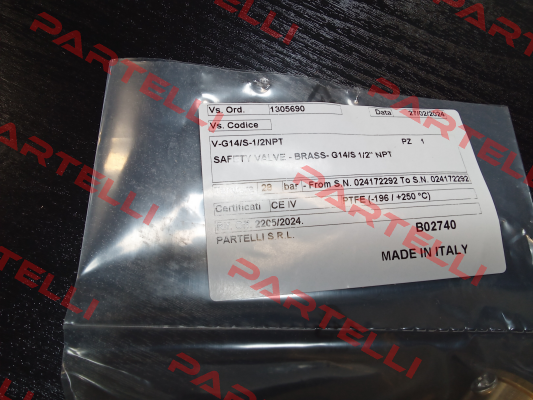 Vs. Ord. 1305690 Data 27/02/2024
Vs. Codice
V-G14/S-1/2NPT PZ 1
SAFETY VALVE - BRASS- G14/S 1/2" NPT
28 bar - From S.N. 024172292 To S.N. 024172292
Certificati CE IV PTFE (-196 / +250 °C)
2205/2024.
PARTELLI S R L. B02740
MADE IN ITALY
PARTELLI
PARTELLI
PARTELLI
PARTELLI
PARTELLI